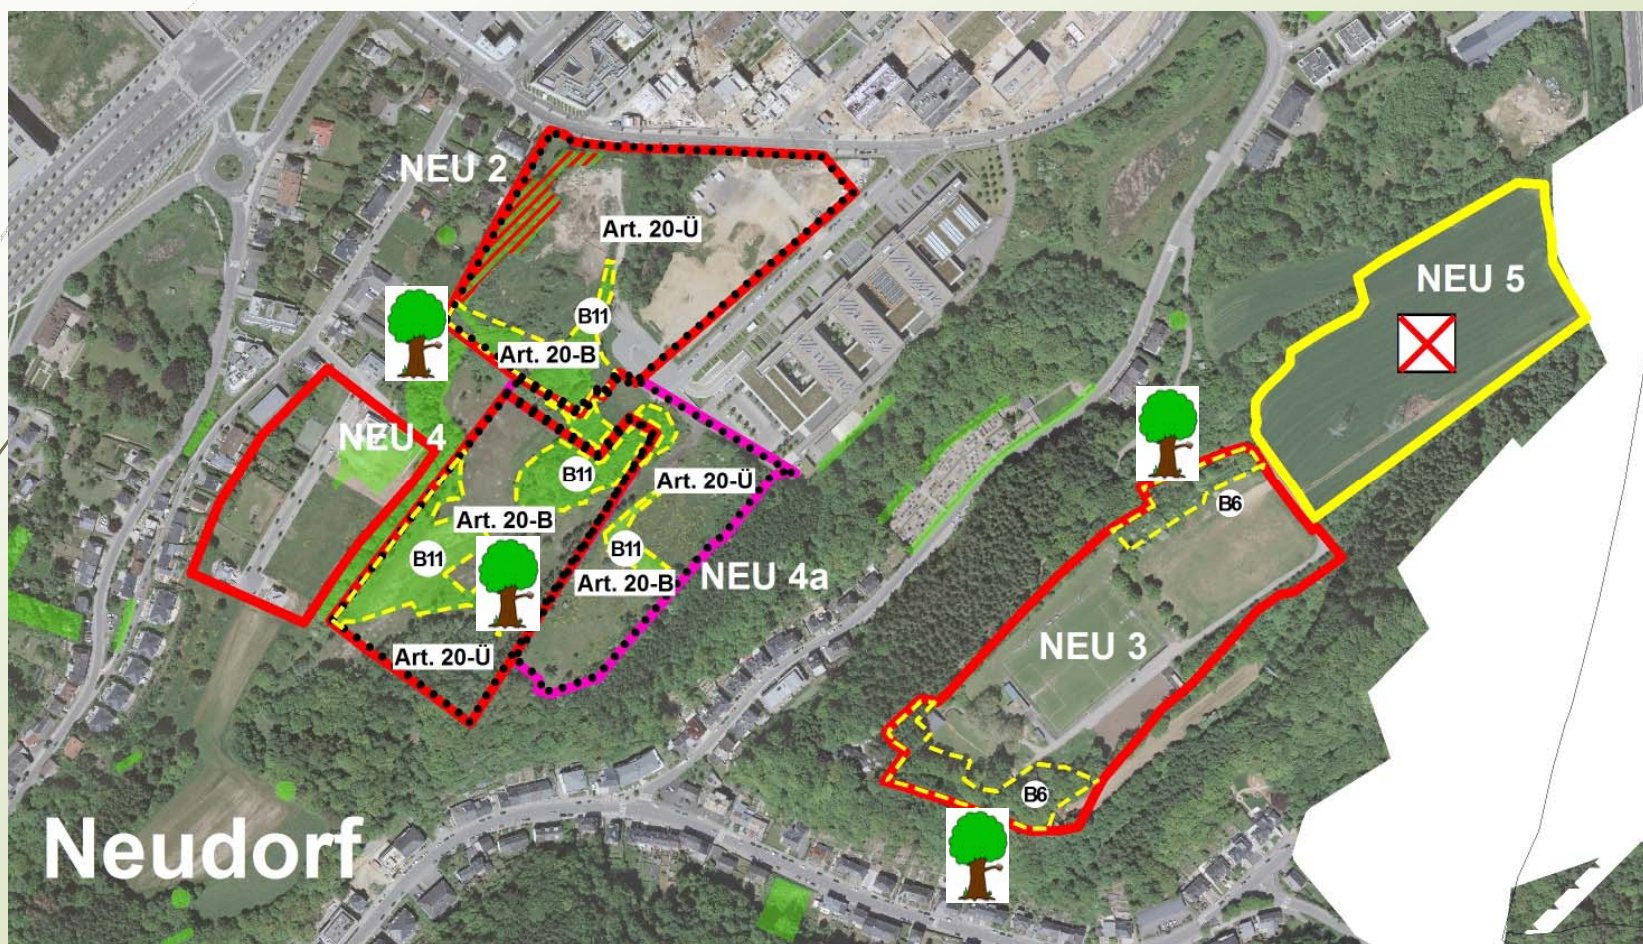 NEU 2
Art. 20-Ü
NEU 5
B11
Art. 20-B
NEU 4
B11
Art. 20-Ü
B6
Art. 20-B
B11
B11
Art. 20-B
NEU 4a
NEU 3
Art. 20-Ü
B6
Neudorf